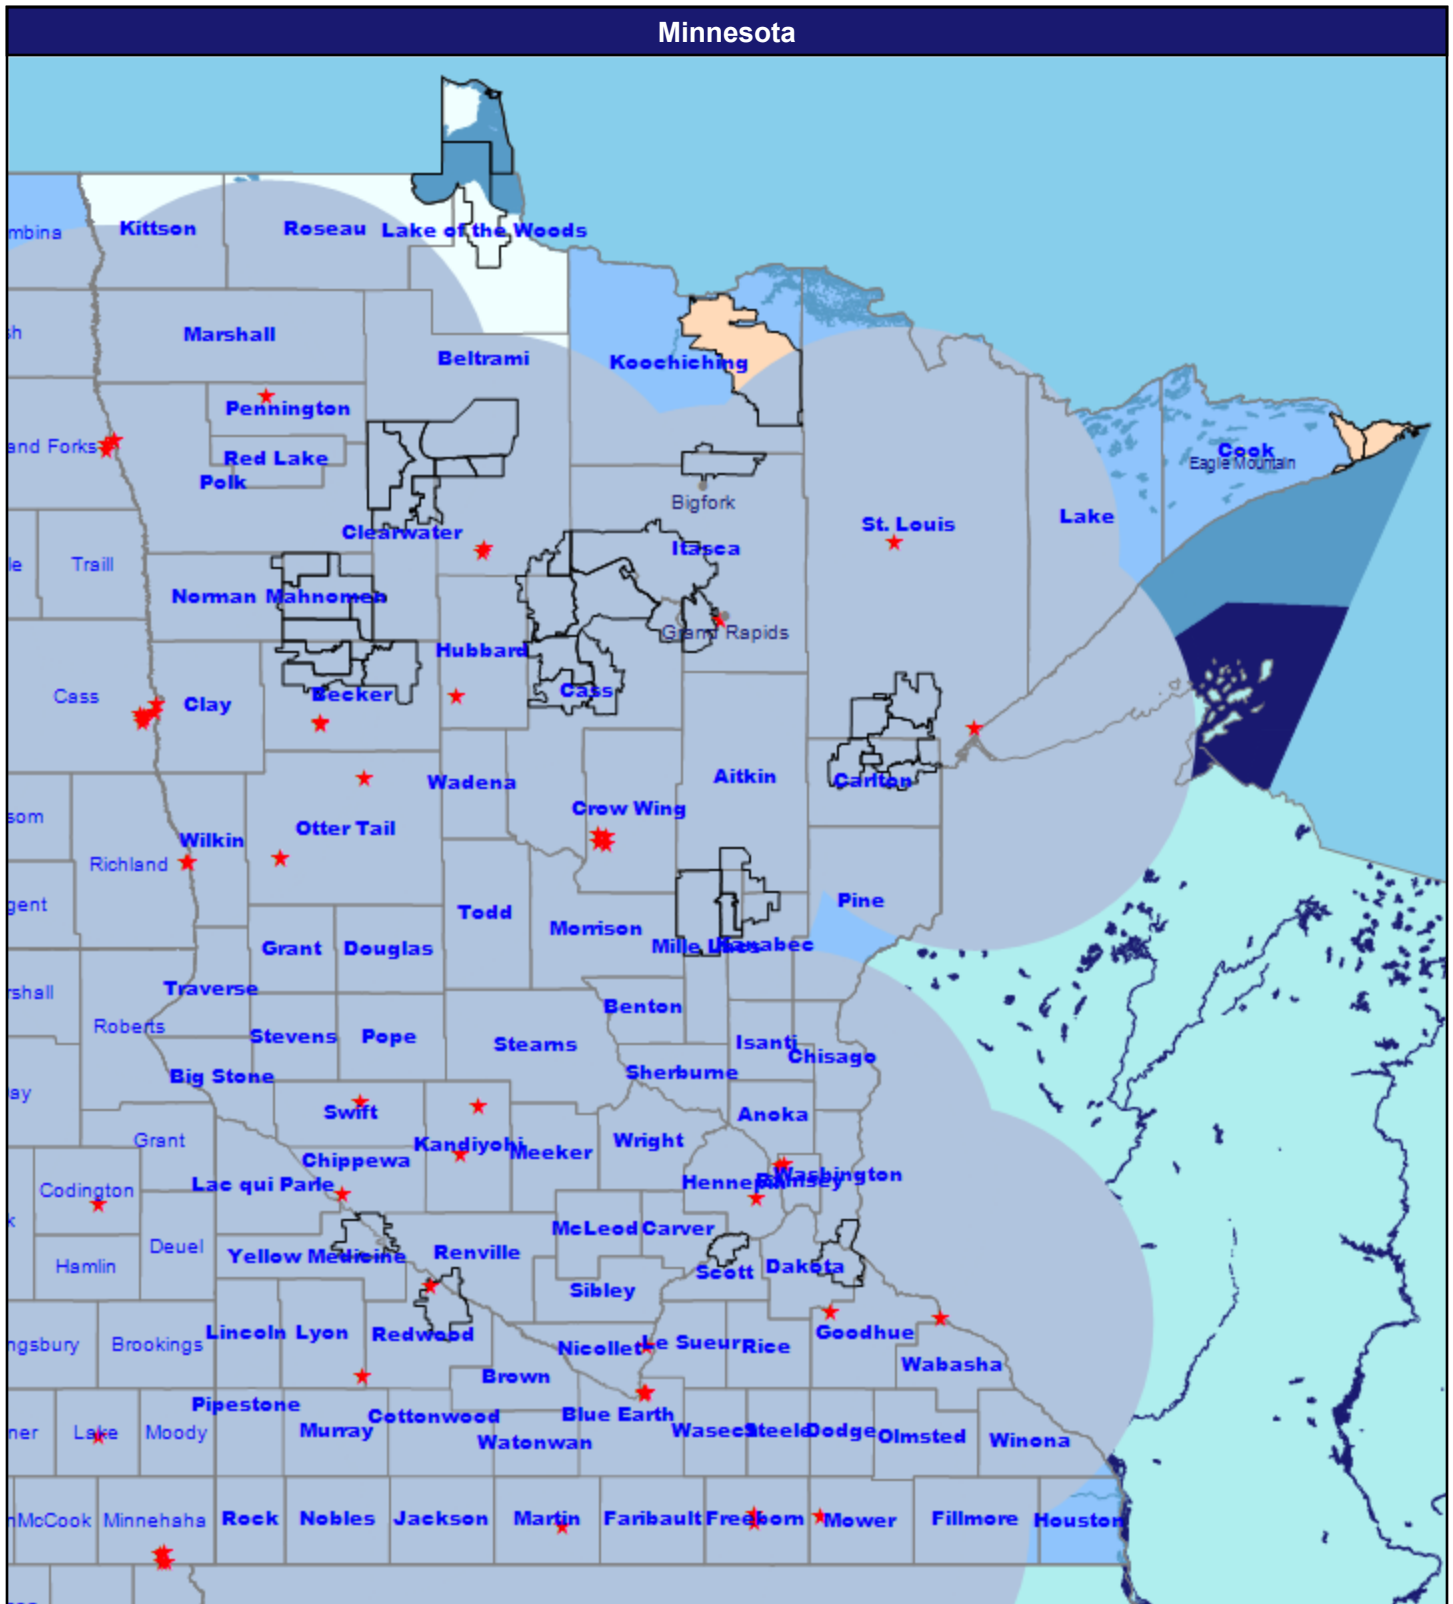 Minnesota
mbina
Kittson
Roseau
Lake of the Woods
sh
Marshall
Beltrami
Koochiching
Pennington
and Forks
Red Lake
Polk
Cook
Eagle Mountain
Bigfork
Lake
St. Louis
Clearwater
Itasca
le
Traill
Norman
Mahnomen
Grand Rapids
Hubbard
Cass
Clay
Becker
Cass
Wadena
Aitkin
Carlton
som
Crow Wing
Otter Tail
Wilkin
Richland
gent
Pine
Todd
Morrison
Mille Lacs
Kanabec
Grant
Douglas
rshall
Traverse
Benton
Roberts
Stevens
Pope
Stearns
Isanti
Chisago
Big Stone
Sherburne
ay
Swift
Anoka
Grant
Kandiyohi
Meeker
Wright
Chippewa
Codington
Lac qui Parle
Hennepin
Ramsey
Washington
k
McLeod
Carver
Deuel
Yellow Medicine
Renville
Hamlin
Scott
Dakota
Sibley
ngsbury
Brookings
Lincoln
Lyon
Redwood
Nicollet
Le Sueur
Rice
Goodhue
Wabasha
Brown
Pipestone
Cottonwood
Blue Earth
ner
Lake
Moody
Murray
Watonwan
Waseca
Steele
Dodge
Olmsted
Winona
McCook
Minnehaha
Rock
Nobles
Jackson
Martin
Faribault
Freeborn
Mower
Fillmore
Houston